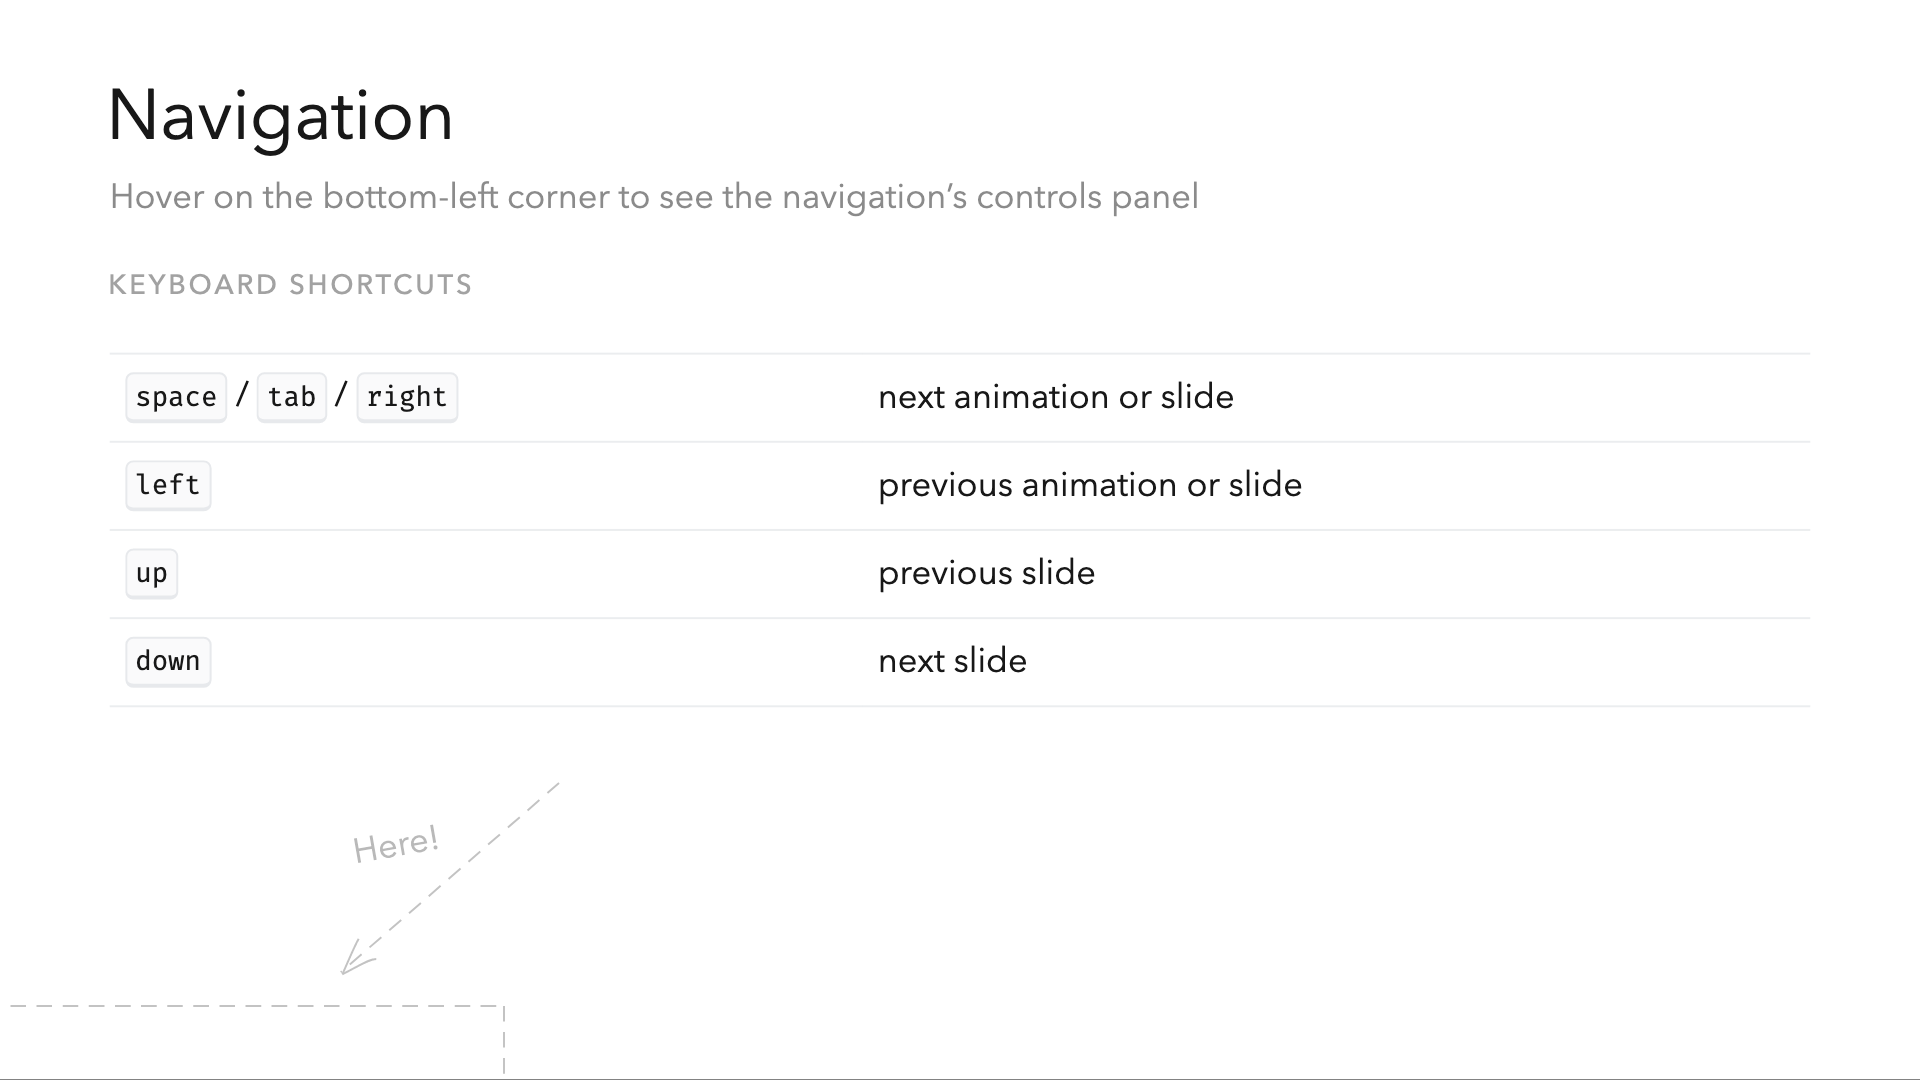 Navigation
Hover on the bottom-left corner to see the navigation’s controls panel
KEYBOARD SHORTCUTS
space / tab / right next animation or slide
left previous animation or slide
up previous slide
down next slide
Here!